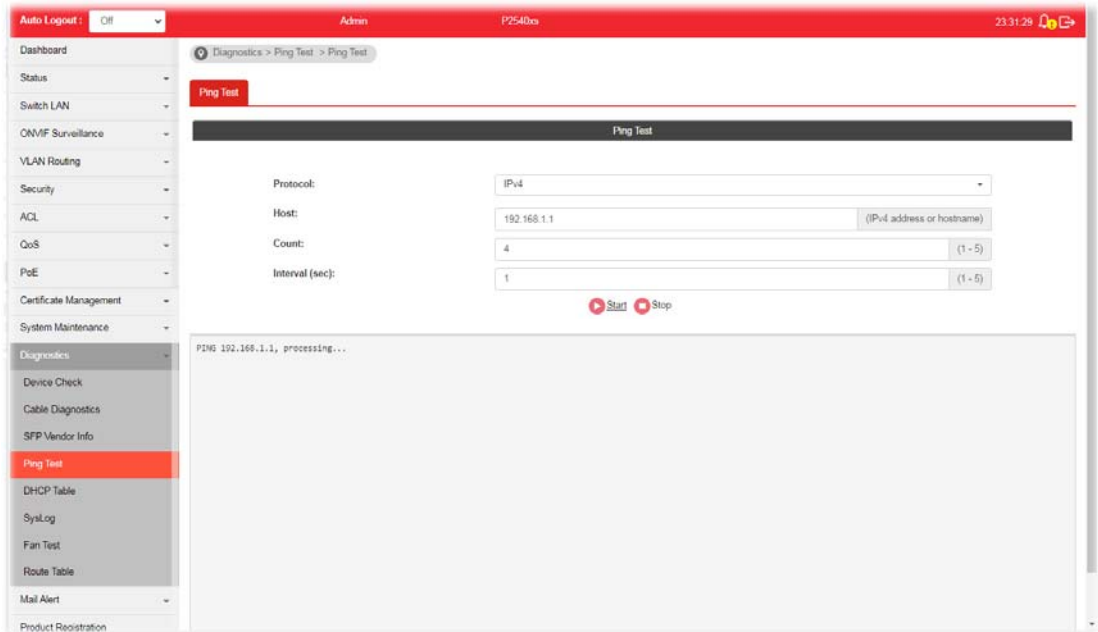 Auto Logout : Off Admin P2540xs 23:31:29
Dashboard
Status
Switch LAN
ONVIF Surveillance
VLAN Routing
Security
ACL
QoS
PoE
Certificate Management
System Maintenance
Diagnostics
Device Check
Cable Diagnostics
SFP Vendor Info
Ping Test
DHCP Table
SysLog
Fan Test
Route Table
Mail Alert
Product Registration
Diagnostics > Ping Test > Ping Test
Ping Test
Ping Test
Protocol: IPv4
Host: 192.168.1.1 (IPv4 address or hostname)
Count: 4 (1 - 5)
Interval (sec): 1 (1 - 5)
Start Stop
PING 192.168.1.1, processing...